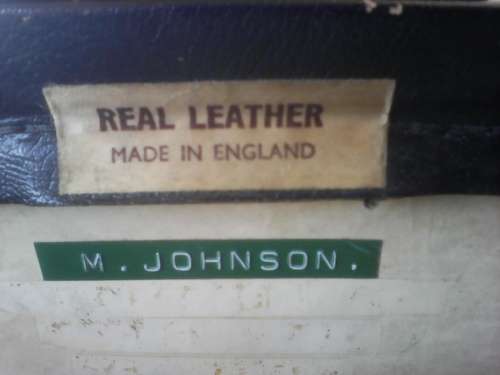 REAL LEATHER
MADE IN ENGLAND
M. JOHNSON.